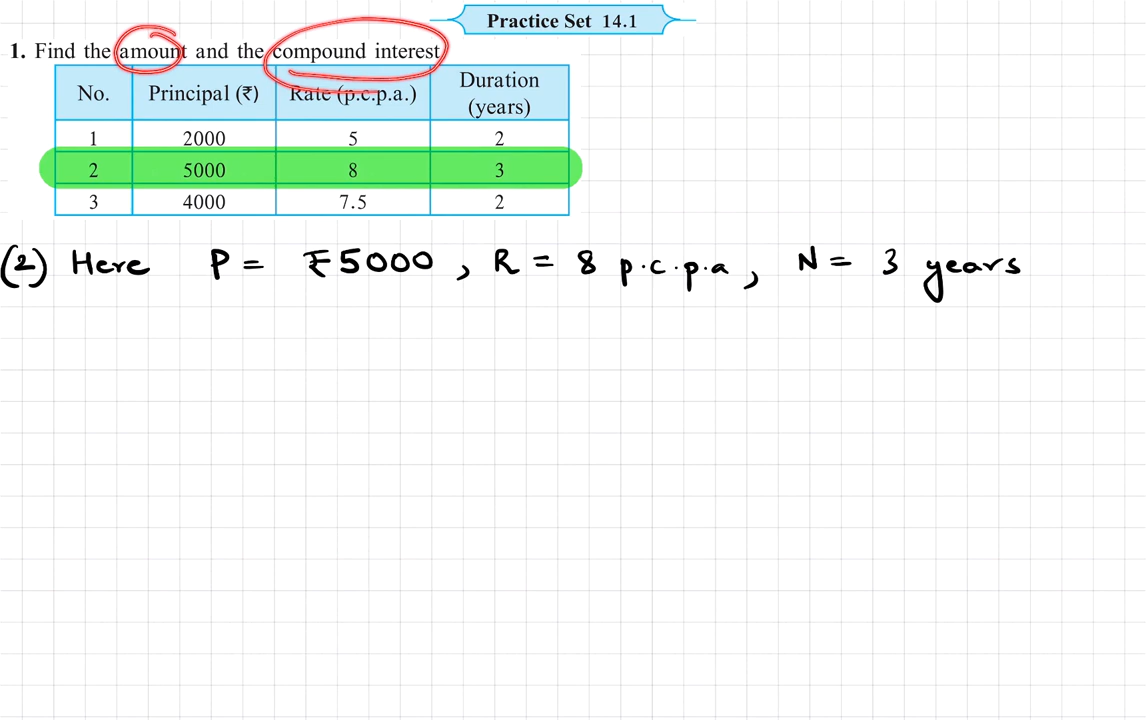 Practice Set 14.1
1. Find the amount and the compound interest
No. Principal (₹) Rate (p.c.p.a.) Duration (years)
1 2000 5 2
2 5000 8 3
3 4000 7.5 2
(2) Here P = ₹5000, R = 8 p.c.p.a, N = 3 years